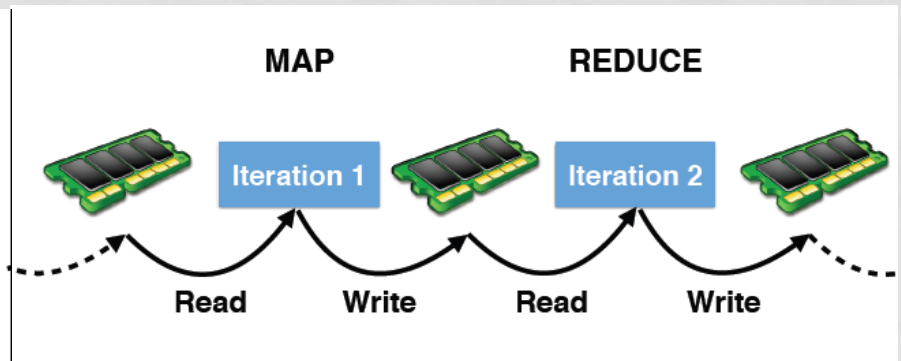 MAP REDUCE
Iteration 1 Iteration 2
Read Write Read Write